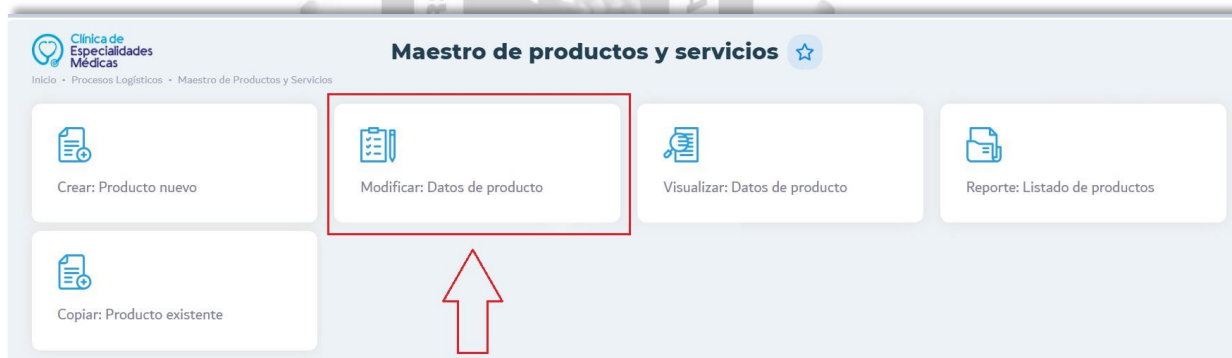 Clínica de
Especialidades
Médicas
Maestro de productos y servicios
Inicio • Procesos Logísticos • Maestro de Productos y Servicios
Crear: Producto nuevo
Modificar: Datos de producto
Visualizar: Datos de producto
Reporte: Listado de productos
Copiar: Producto existente